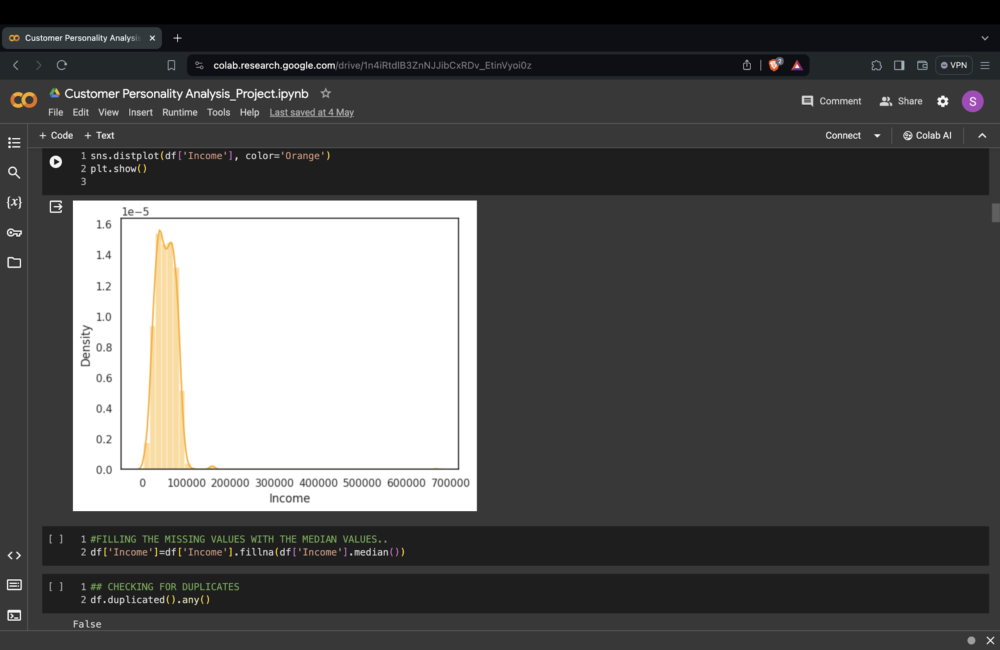 Customer Personality Analysis
colab.research.google.com/drive/1n4iRtdlB3ZnNJJibCxRDv_EtinVyoi0z
2
VPN
Customer Personality Analysis_Project.ipynb
Comment
Share
S
File Edit View Insert Runtime Tools Help Last saved at 4 May
+ Code + Text
Connect
Colab AI
1 sns.distplot(df['Income'], color='Orange')
2 plt.show()
3
{x}
1e−5
1.6
1.4
1.2
1.0
0.8
0.6
0.4
0.2
0.0
Density
0 100000 200000 300000 400000 500000 600000 700000
Income
[ ] 1 #FILLING THE MISSING VALUES WITH THE MEDIAN VALUES..
2 df['Income']=df['Income'].fillna(df['Income'].median())
[ ] 1 ## CHECKING FOR DUPLICATES
2 df.duplicated().any()
False